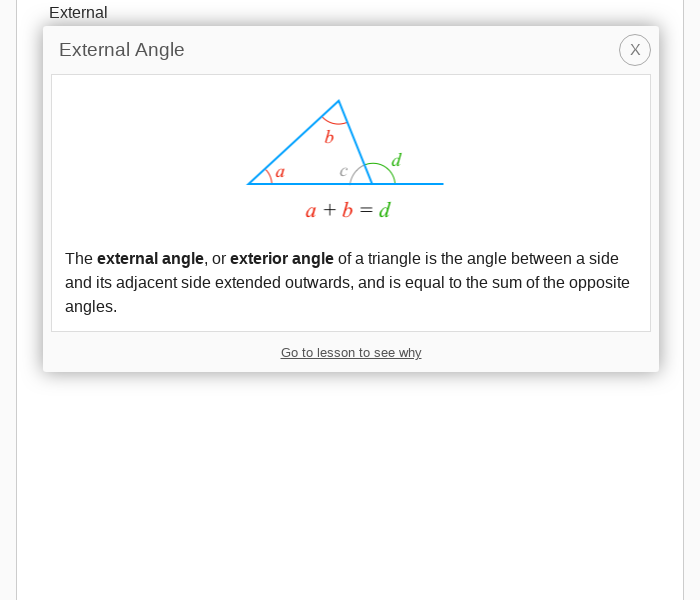 External
External Angle
X
b
a
c
d
a + b = d
The external angle, or exterior angle of a triangle is the angle between a side
and its adjacent side extended outwards, and is equal to the sum of the opposite
angles.
Go to lesson to see why